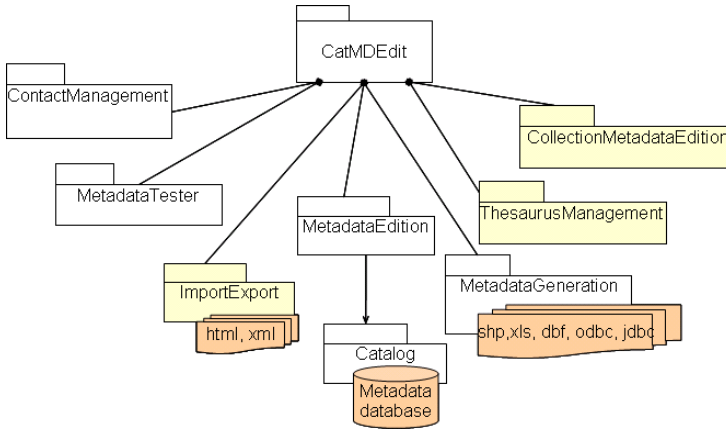 CatMDEdit
ContactManagement
CollectionMetadataEdition
MetadataTester
ThesaurusManagement
MetadataEdition
ImportExport
MetadataGeneration
html, xml
shp,xls, dbf, odbc, jdbc
Catalog
Metadata
database